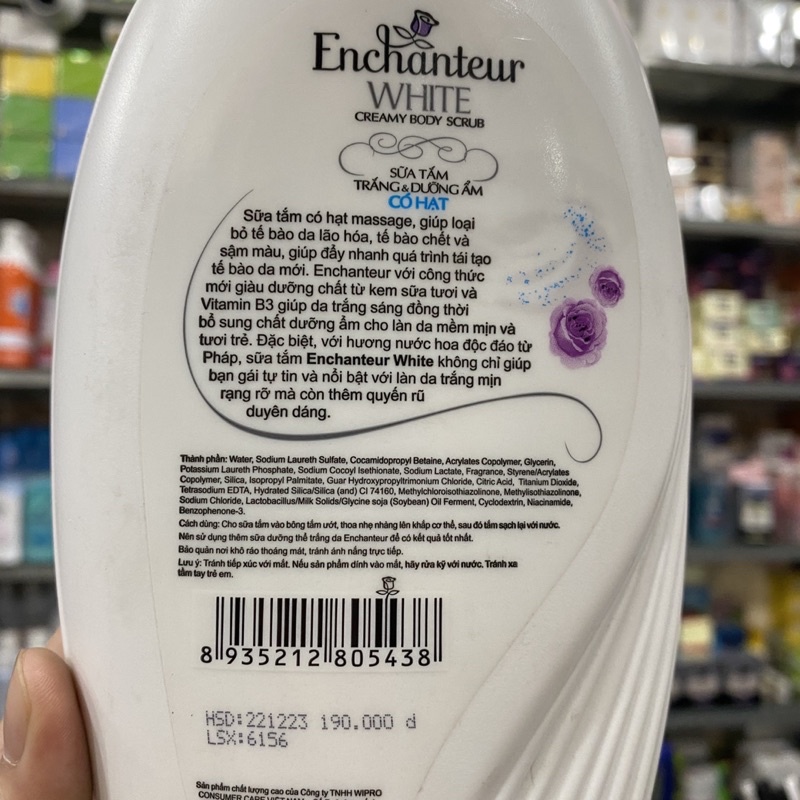 Enchanteur
WHITE
CREAMY BODY SCRUB
SỮA TẮM
TRẮNG & DƯỠNG ẨM
CÓ HẠT
Sữa tắm có hạt massage, giúp loại
bỏ tế bào da lão hóa, tế bào chết và
sậm màu, giúp đẩy nhanh quá trình tái tạo
tế bào da mới. Enchanteur với công thức
mới giàu dưỡng chất từ kem sữa tươi và
Vitamin B3 giúp da trắng sáng đồng thời
bổ sung chất dưỡng ẩm cho làn da mềm mịn và
tươi trẻ. Đặc biệt, với hương nước hoa độc đáo từ
Pháp, sữa tắm Enchanteur White không chỉ giúp
bạn gái tự tin và nổi bật với làn da trắng mịn
rạng rỡ mà còn thêm quyến rũ
duyên dáng.
Thành phần: Water, Sodium Laureth Sulfate, Cocamidopropyl Betaine, Acrylates Copolymer, Glycerin,
Potassium Laureth Phosphate, Sodium Cocoyl Isethionate, Sodium Lactate, Fragrance, Styrene/Acrylates
Copolymer, Silica, Isopropyl Palmitate, Guar Hydroxypropyltrimonium Chloride, Citric Acid, Titanium Dioxide,
Tetrasodium EDTA, Hydrated Silica/Silica (and) CI 74160, Methylchloroisothiazolinone, Methylisothiazolinone,
Sodium Chloride, Lactobacillus/Milk Solids/Glycine soja (Soybean) Oil Ferment, Cyclodextrin, Niacinamide,
Benzophenone-3.
Cách dùng: Cho sữa tắm vào bông tắm ướt, thoa nhẹ nhàng lên khắp cơ thể, sau đó tắm sạch lại với nước.
Nên sử dụng thêm sữa dưỡng thể trắng da Enchanteur để có kết quả tốt nhất.
Bảo quản nơi khô ráo thoáng mát, tránh ánh nắng trực tiếp.
Lưu ý: Tránh tiếp xúc với mắt. Nếu sản phẩm dính vào mắt, hãy rửa kỹ với nước. Tránh xa
tầm tay trẻ em.
8 935212 805438
HSD:221223 190.000 đ
LSX:6156
Sản phẩm chất lượng cao của Công ty TNHH WIPRO
CONSUMER CARE VIỆT NAM